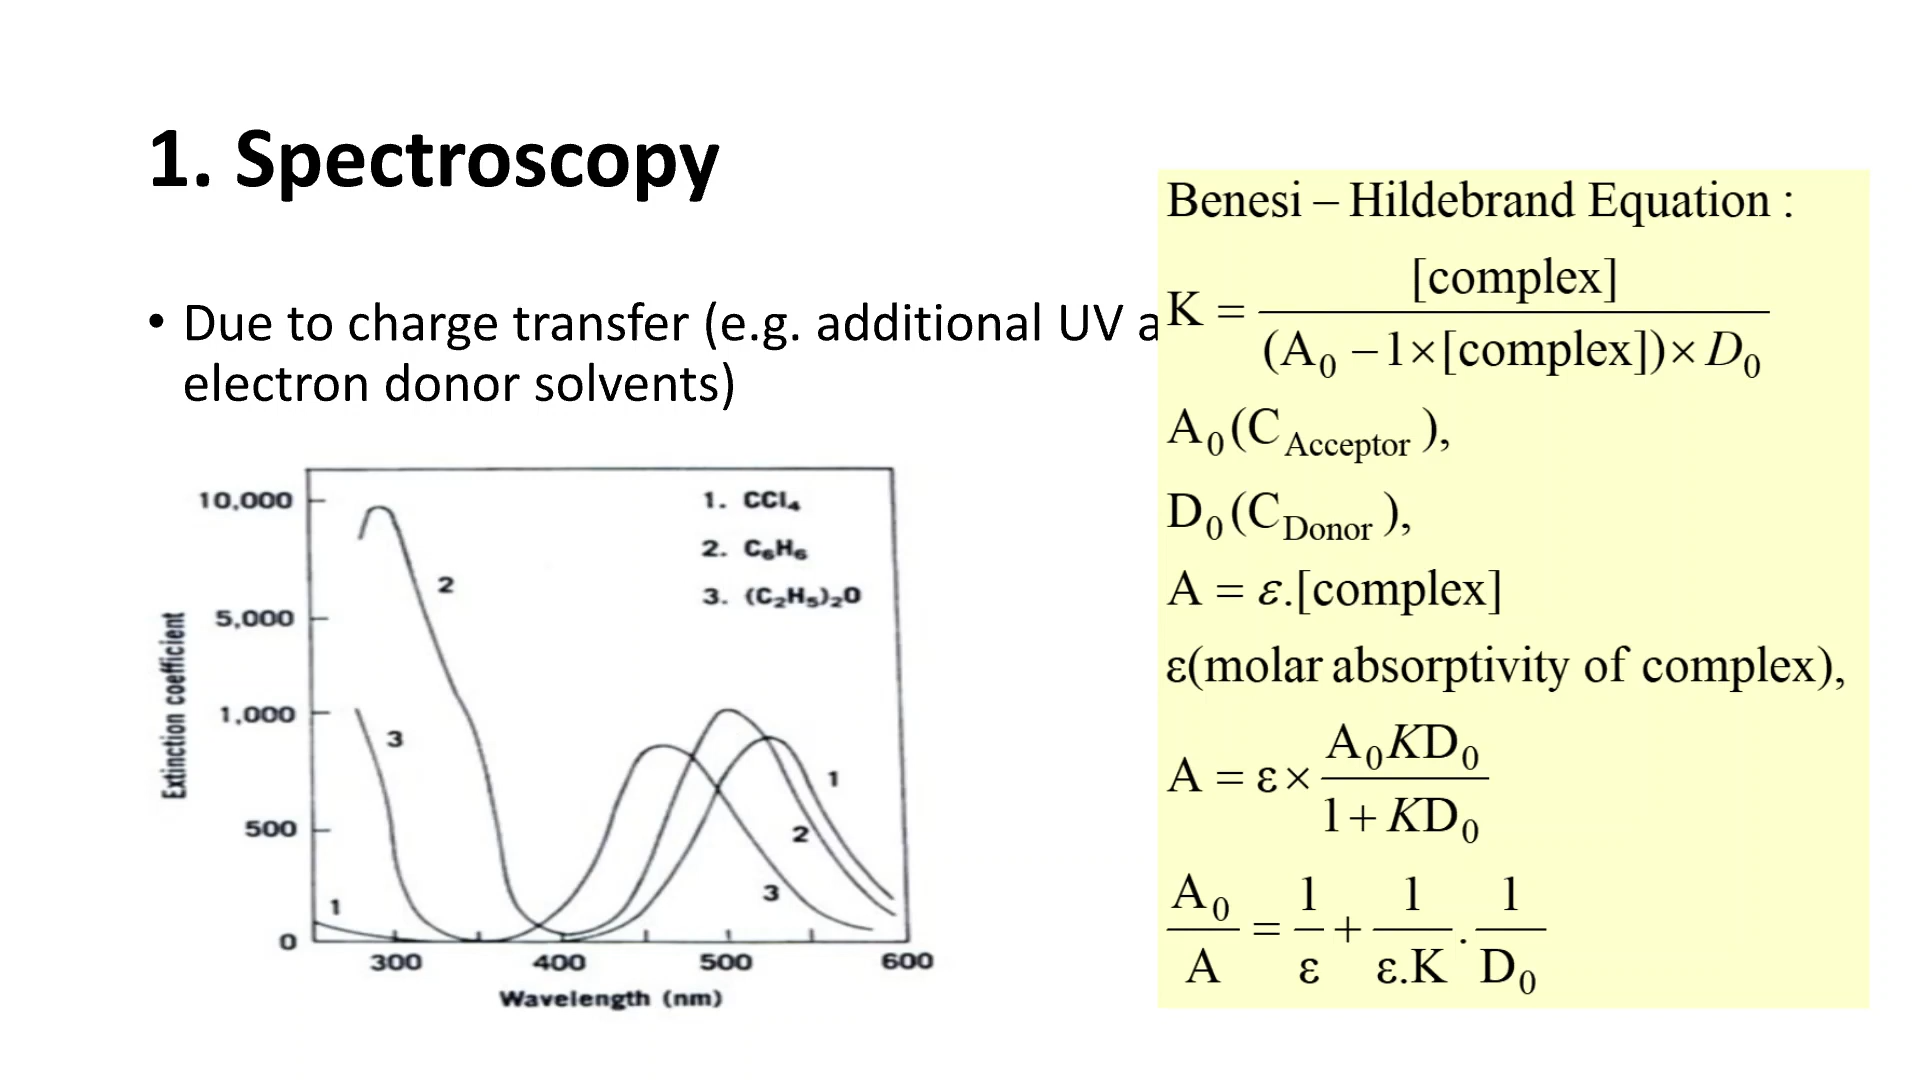 1. Spectroscopy
• Due to charge transfer (e.g. additional UV a
electron donor solvents)
10,000
5,000
1,000
500
0
Extinction coefficient
1. CCl₄
2. C₆H₆
3. (C₂H₅)₂O
2
3
1
1
2
3
300 400 500 600
Wavelength (nm)
Benesi – Hildebrand Equation :
K = [complex] / (A₀ − 1×[complex])× D₀
A₀ (C Acceptor ),
D₀ (C Donor ),
A = ε.[complex]
ε(molar absorptivity of complex),
A = ε× A₀KD₀ / 1+ KD₀
A₀ / A = 1 / ε + 1 / ε.K . 1 / D₀